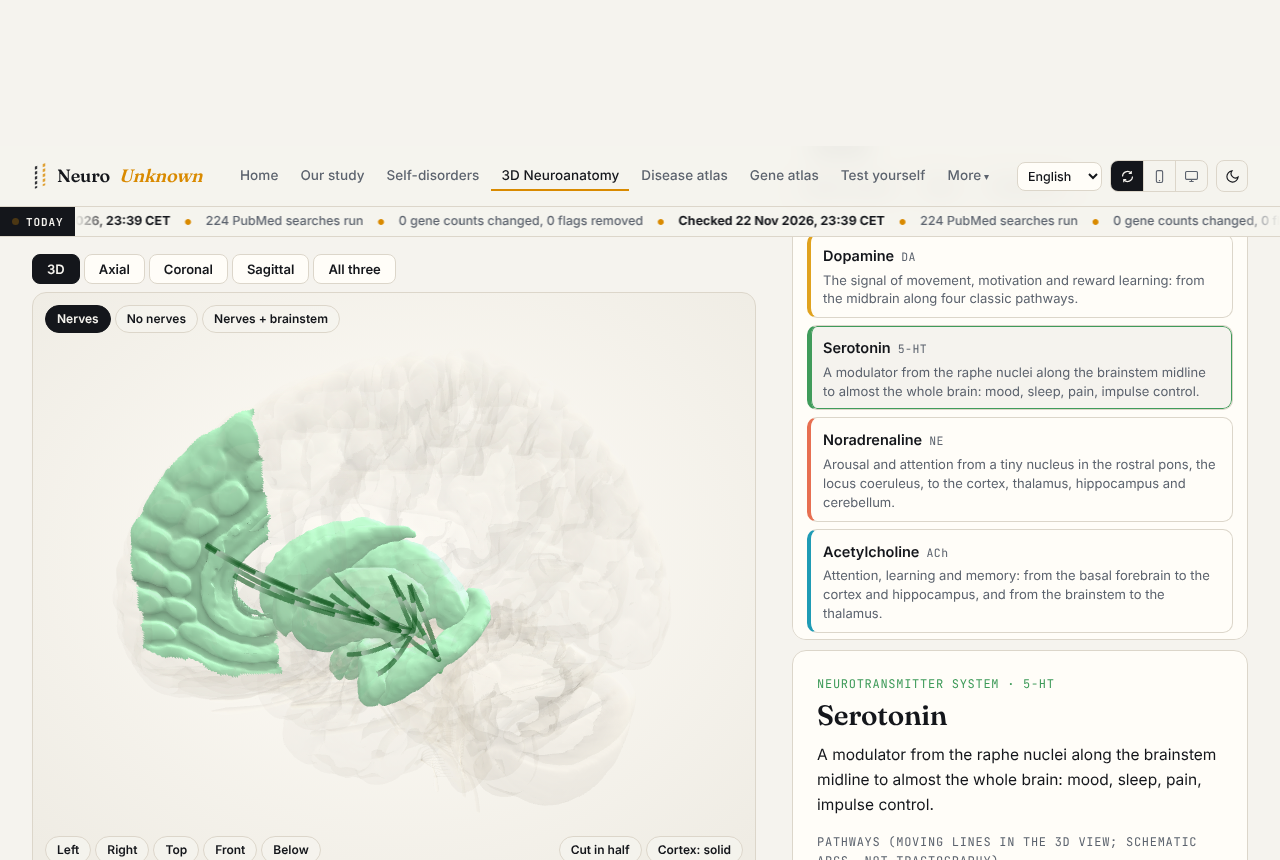 Neuro Unknown
Home Our study Self-disorders 3D Neuroanatomy Disease atlas Gene atlas Test yourself More ▾ English
TODAY 026, 23:39 CET ● 224 PubMed searches run ● 0 gene counts changed, 0 flags removed ● Checked 22 Nov 2026, 23:39 CET ● 224 PubMed searches run ● 0 gene counts changed, 0
3D Axial Coronal Sagittal All three
Nerves No nerves Nerves + brainstem
Left Right Top Front Below Cut in half Cortex: solid
Dopamine DA
The signal of movement, motivation and reward learning: from
the midbrain along four classic pathways.
Serotonin 5-HT
A modulator from the raphe nuclei along the brainstem midline
to almost the whole brain: mood, sleep, pain, impulse control.
Noradrenaline NE
Arousal and attention from a tiny nucleus in the rostral pons, the
locus coeruleus, to the cortex, thalamus, hippocampus and
cerebellum.
Acetylcholine ACh
Attention, learning and memory: from the basal forebrain to the
cortex and hippocampus, and from the brainstem to the
thalamus.
NEUROTRANSMITTER SYSTEM · 5-HT
Serotonin
A modulator from the raphe nuclei along the brainstem
midline to almost the whole brain: mood, sleep, pain,
impulse control.
PATHWAYS (MOVING LINES IN THE 3D VIEW; SCHEMATIC
ARCS, NOT TRACTOGRAPHY)